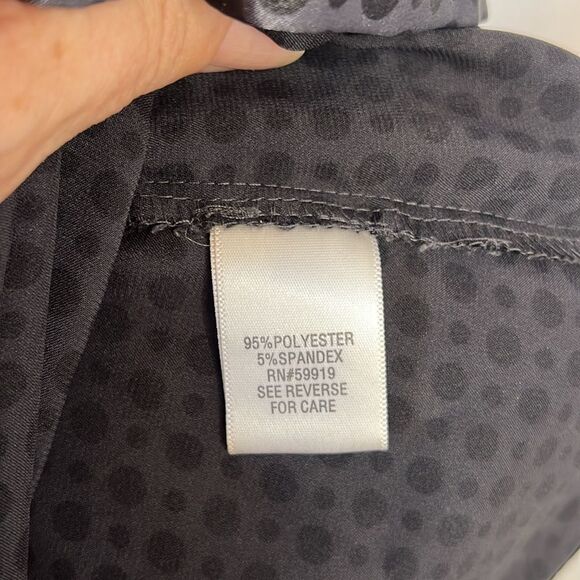 95%POLYESTER
5%SPANDEX
RN#59919
SEE REVERSE
FOR CARE